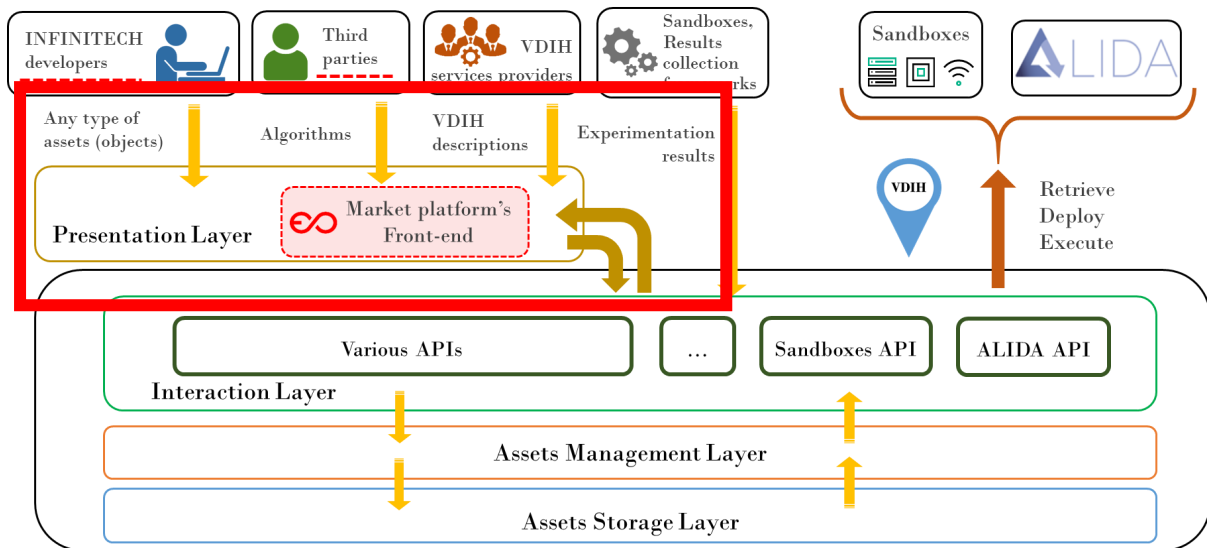 INFINITECH
developers
Third
parties
VDIH
services providers
Sandboxes,
Results
collection
Sandboxes
ALIDA
Any type of
assets (objects)
Algorithms
VDIH
descriptions
Experimentation
results
VDIH
Retrieve
Deploy
Execute
Market platform's
Front-end
Presentation Layer
Various APIs
...
Sandboxes API
ALIDA API
Interaction Layer
Assets Management Layer
Assets Storage Layer